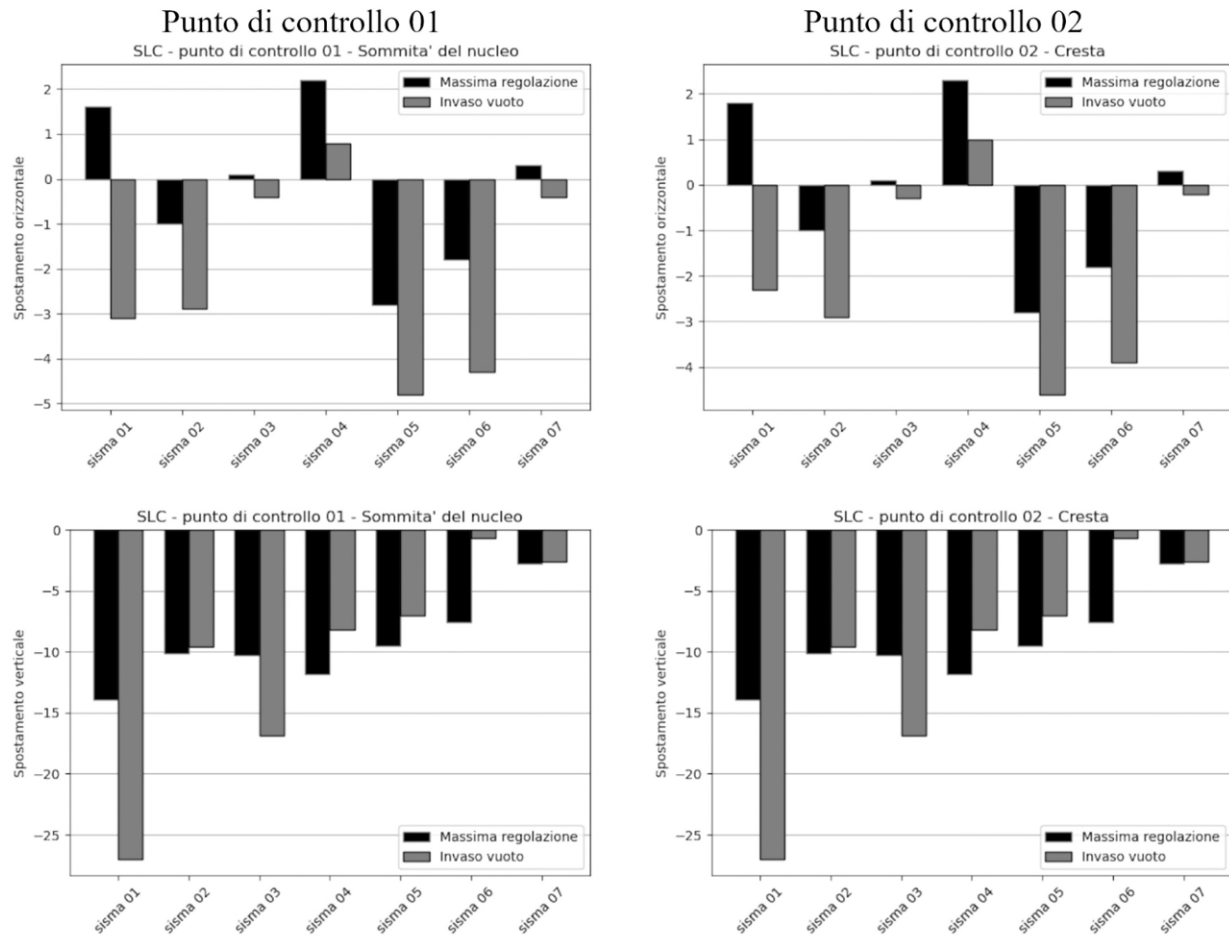 Punto di controllo 01
SLC - punto di controllo 01 - Sommita' del nucleo
Massima regolazione
Invaso vuoto
Spostamento orizzontale
2
1
0
−1
−2
−3
−4
−5
sisma 01
sisma 02
sisma 03
sisma 04
sisma 05
sisma 06
sisma 07
Punto di controllo 02
SLC - punto di controllo 02 - Cresta
Massima regolazione
Invaso vuoto
Spostamento orizzontale
2
1
0
−1
−2
−3
−4
sisma 01
sisma 02
sisma 03
sisma 04
sisma 05
sisma 06
sisma 07
SLC - punto di controllo 01 - Sommita' del nucleo
Spostamento verticale
0
−5
−10
−15
−20
−25
Massima regolazione
Invaso vuoto
sisma 01
sisma 02
sisma 03
sisma 04
sisma 05
sisma 06
sisma 07
SLC - punto di controllo 02 - Cresta
Spostamento verticale
0
−5
−10
−15
−20
−25
Massima regolazione
Invaso vuoto
sisma 01
sisma 02
sisma 03
sisma 04
sisma 05
sisma 06
sisma 07